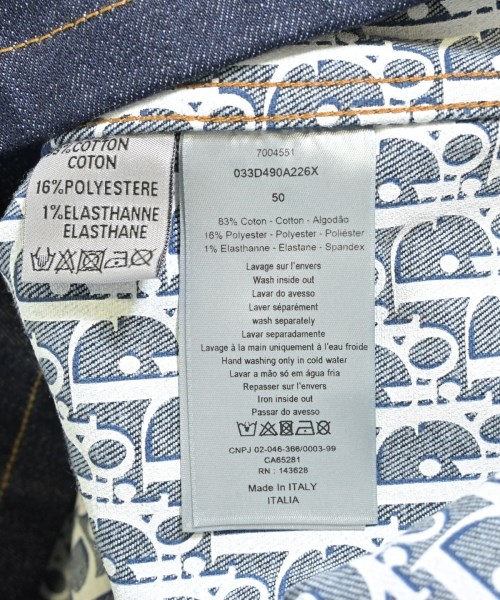 %COTTON
COTON
16%POLYESTERE
1%ELASTHANNE
ELASTHANE
7004551
033D490A226X
50
83% Coton - Cotton - Algodão
16% Polyester - Polyester - Poliéster
1% Elasthanne - Elastane - Spandex
Lavage sur l'envers
Wash inside out
Lavar do avesso
Laver séparément
wash separately
Lavar separadamente
Lavage à la main uniquement à l'eau froide
Hand washing only in cold water
Lavar a mão só em água fria
Repasser sur l'envers
Iron inside out
Passar do avesso
CNPJ 02-046-366/0003-99
CA65281
RN : 143628
Made In ITALY
ITALIA